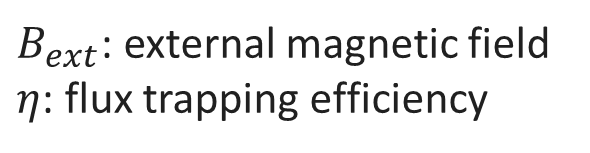 B_ext: external magnetic field
η: flux trapping efficiency